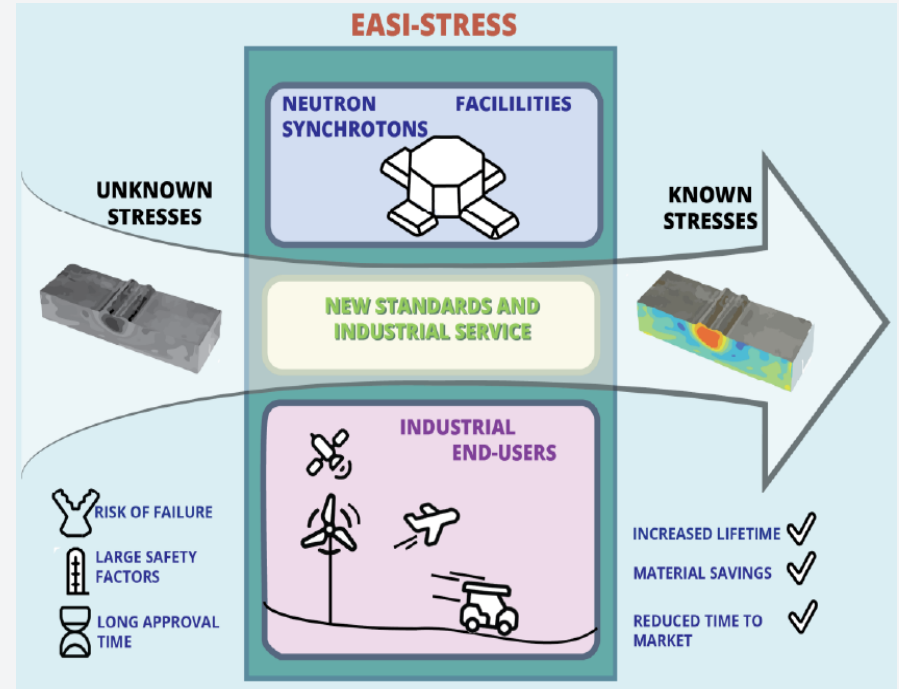 EASI-STRESS
NEUTRON FACILILITIES
SYNCHROTONS
UNKNOWN
STRESSES
KNOWN
STRESSES
NEW STANDARDS AND
INDUSTRIAL SERVICE
INDUSTRIAL
END-USERS
RISK OF FAILURE
LARGE SAFETY
FACTORS
LONG APPROVAL
TIME
INCREASED LIFETIME
MATERIAL SAVINGS
REDUCED TIME TO
MARKET